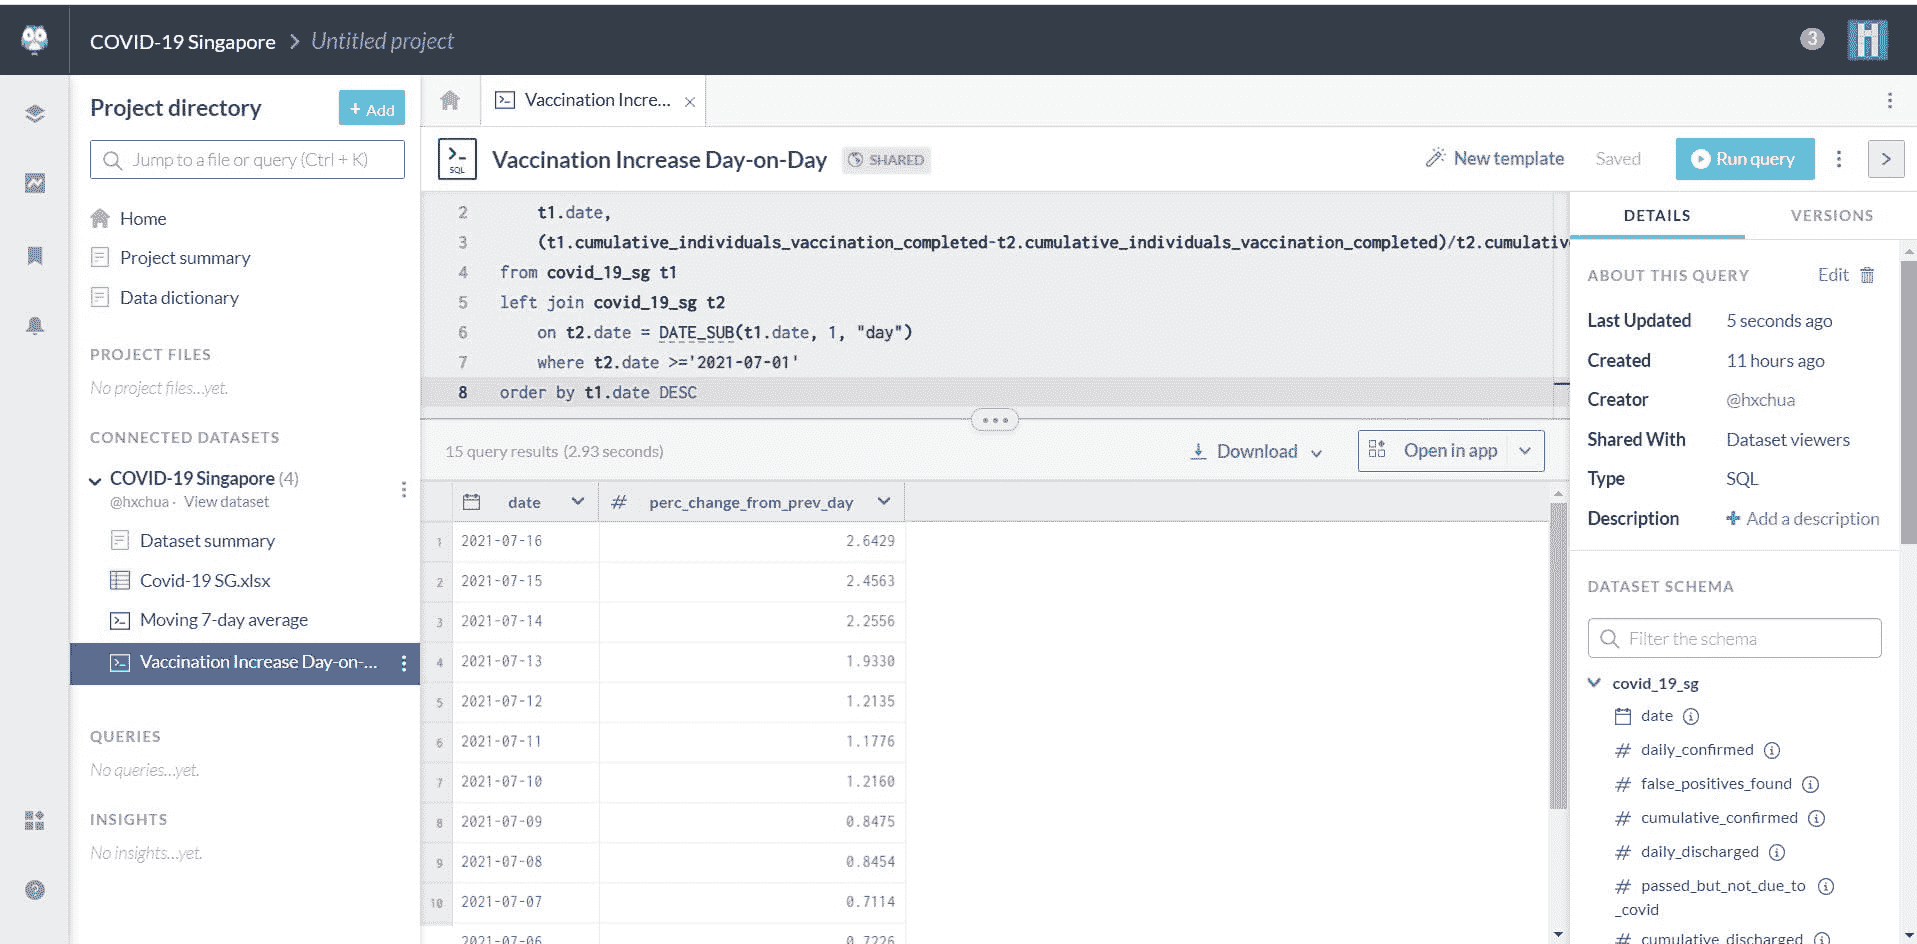 COVID-19 Singapore > Untitled project
3
Project directory
+ Add
Jump to a file or query (Ctrl + K)
Home
Project summary
Data dictionary
PROJECT FILES
No project files...yet.
CONNECTED DATASETS
COVID-19 Singapore (4)
@hxchua · View dataset
Dataset summary
Covid-19 SG.xlsx
Moving 7-day average
Vaccination Increase Day-on-...
QUERIES
No queries...yet.
INSIGHTS
No insights...yet.
Vaccination Incre... ×
SQL
Vaccination Increase Day-on-Day
SHARED
New template
Saved
Run query
2 t1.date,
3 (t1.cumulative_individuals_vaccination_completed-t2.cumulative_individuals_vaccination_completed)/t2.cumulativ
4 from covid_19_sg t1
5 left join covid_19_sg t2
6 on t2.date = DATE_SUB(t1.date, 1, "day")
7 where t2.date >='2021-07-01'
8 order by t1.date DESC
15 query results (2.93 seconds)
Download
Open in app
date # perc_change_from_prev_day
1 2021-07-16 2.6429
2 2021-07-15 2.4563
3 2021-07-14 2.2556
4 2021-07-13 1.9330
5 2021-07-12 1.2135
6 2021-07-11 1.1776
7 2021-07-10 1.2160
8 2021-07-09 0.8475
9 2021-07-08 0.8454
10 2021-07-07 0.7114
2021-07-06 0.7226
DETAILS
VERSIONS
ABOUT THIS QUERY
Edit
Last Updated 5 seconds ago
Created 11 hours ago
Creator @hxchua
Shared With Dataset viewers
Type SQL
Description + Add a description
DATASET SCHEMA
Filter the schema
covid_19_sg
date
# daily_confirmed
# false_positives_found
# cumulative_confirmed
# daily_discharged
# passed_but_not_due_to
_covid
# cumulative_discharged